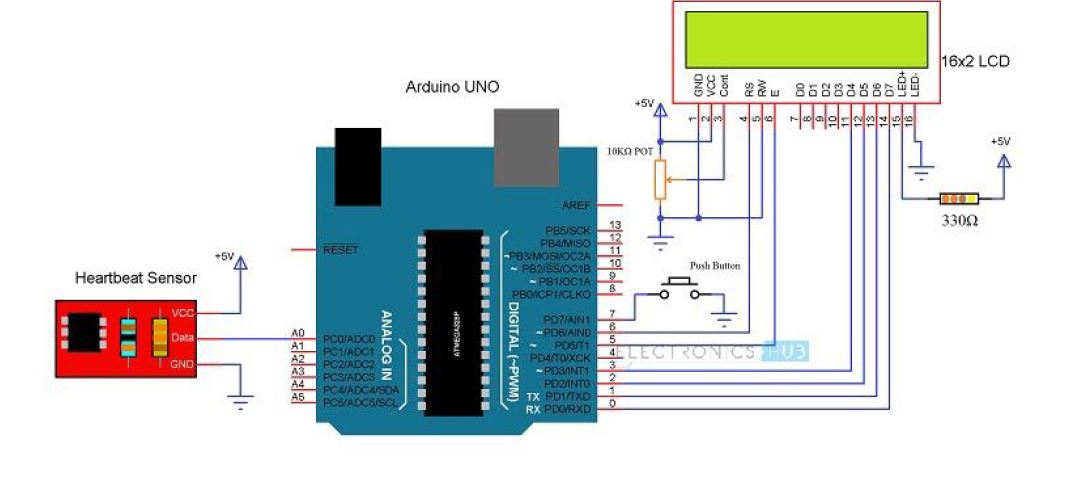 16x2 LCD
GND
VCC
Cont
RS
RW
E
D0
D1
D2
D3
D4
D5
D6
D7
LED+
LED-
1
2
3
4
5
6
7
8
9
10
11
12
13
14
15
16
+5V
10KΩ POT
+5V
330Ω
Arduino UNO
AREF
RESET
PB5/SCK 13
PB4/MISO 12
~PB3/MOSI/OC2A 11
~ PB2/SS/OC1B 10
~ PB1/OC1A 9
PB0/ICP1/CLKO 8
PD7/AIN1 7
~ PD6/AIN0 6
~ PD5/T1 5
PD4/T0/XCK 4
~ PD3/INT1 3
PD2/INT0 2
TX PD1/TXD 1
RX PD0/RXD 0
DIGITAL (~PWM)
ANALOG IN
ATMEGA328P
Push Button
ELECTRONICS HUB
Heartbeat Sensor
+5V
VCC
Data
GND
A0 PC0/ADC0
A1 PC1/ADC1
A2 PC2/ADC2
A3 PC3/ADC3
A4 PC4/ADC4/SDA
A5 PC5/ADC5/SCL